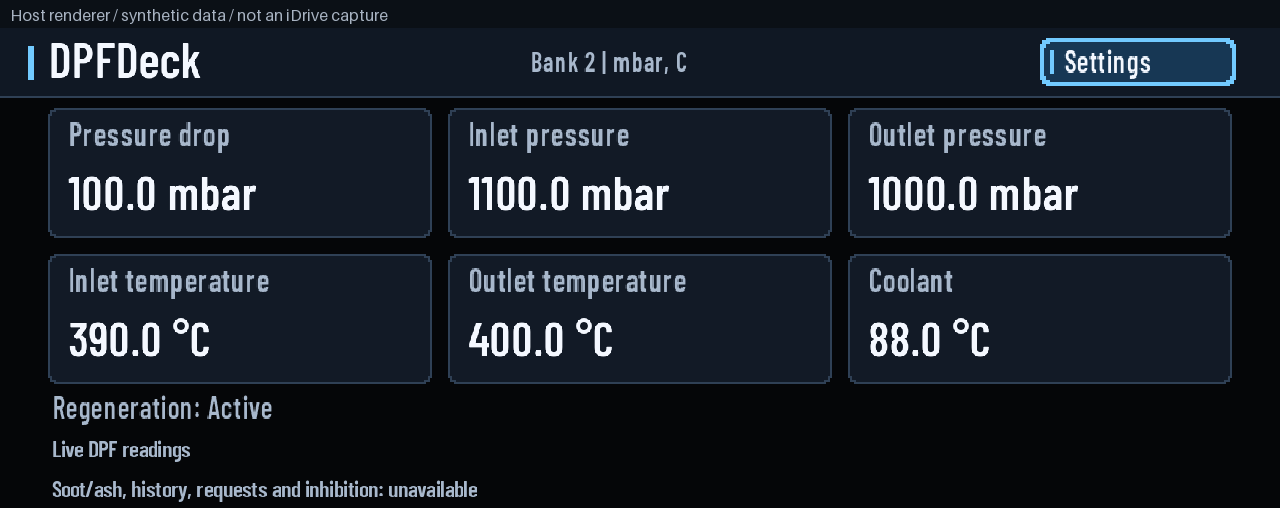 Host renderer / synthetic data / not an iDrive capture
DPFDeck
Bank 2 | mbar, C
Settings
Pressure drop
100.0 mbar
Inlet pressure
1100.0 mbar
Outlet pressure
1000.0 mbar
Inlet temperature
390.0 °C
Outlet temperature
400.0 °C
Coolant
88.0 °C
Regeneration: Active
Live DPF readings
Soot/ash, history, requests and inhibition: unavailable